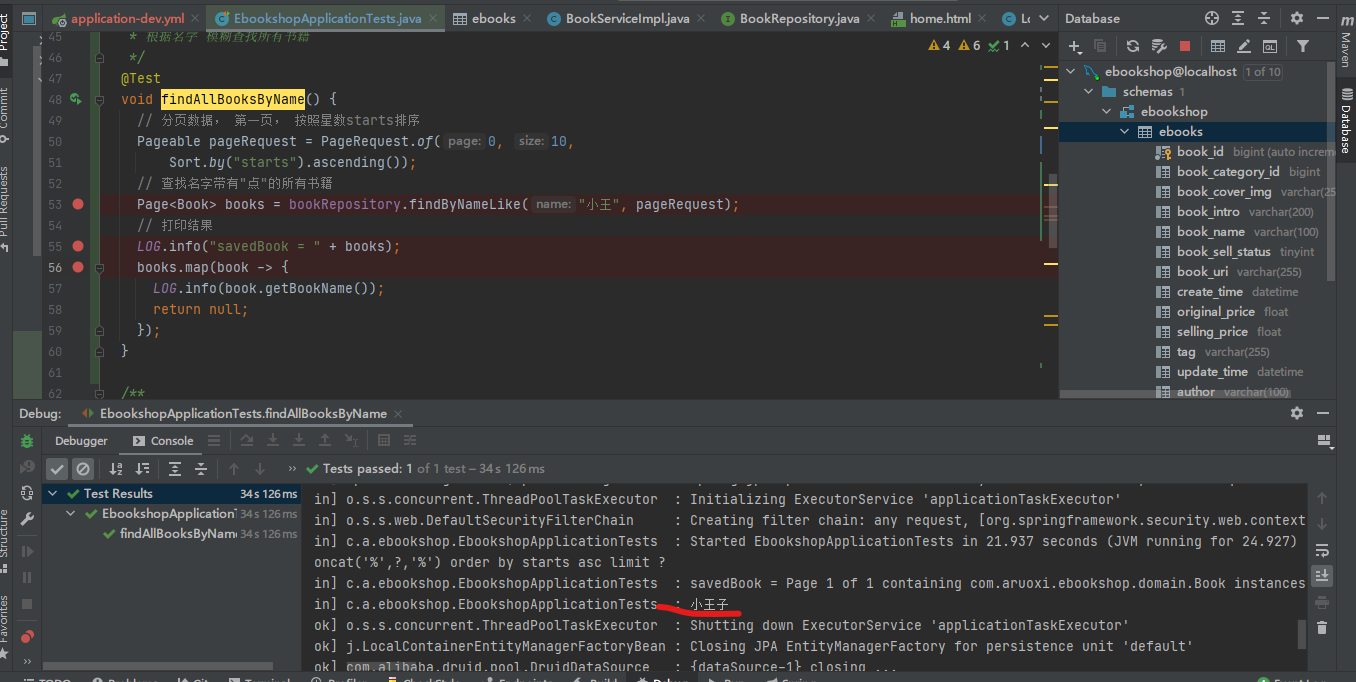 Project
Commit
Pull Requests
Structure
Favorites
application-dev.yml
EbookshopApplicationTests.java
ebooks
BookServiceImpl.java
BookRepository.java
home.html
Lo
45 * 根据名字 模糊查找所有书籍
46 */
47 @Test
48 void findAllBooksByName() {
49 // 分页数据， 第一页， 按照星数starts排序
50 Pageable pageRequest = PageRequest.of( page: 0, size: 10,
51 Sort.by("starts").ascending());
52 // 查找名字带有"点"的所有书籍
53 Page<Book> books = bookRepository.findByNameLike( name: "小王", pageRequest);
54 // 打印结果
55 LOG.info("savedBook = " + books);
56 books.map(book -> {
57 LOG.info(book.getBookName());
58 return null;
59 });
60 }
61
62 /**
4 6 1
Database
ebookshop@localhost 1 of 10
schemas 1
ebookshop
ebooks
book_id bigint (auto increm
book_category_id bigint
book_cover_img varchar(25
book_intro varchar(200)
book_name varchar(100)
book_sell_status tinyint
book_uri varchar(255)
create_time datetime
original_price float
selling_price float
tag varchar(255)
update_time datetime
author varchar(100)
m Maven
Database
Debug: EbookshopApplicationTests.findAllBooksByName
Debugger Console
Tests passed: 1 of 1 test – 34 s 126 ms
Test Results 34 s 126 ms
EbookshopApplicationT 34 s 126 ms
findAllBooksByNam 34 s 126 ms
in] o.s.s.concurrent.ThreadPoolTaskExecutor : Initializing ExecutorService 'applicationTaskExecutor'
in] o.s.s.web.DefaultSecurityFilterChain : Creating filter chain: any request, [org.springframework.security.web.context
in] c.a.ebookshop.EbookshopApplicationTests : Started EbookshopApplicationTests in 21.937 seconds (JVM running for 24.927)
oncat('%',?,'%') order by starts asc limit ?
in] c.a.ebookshop.EbookshopApplicationTests : savedBook = Page 1 of 1 containing com.aruoxi.ebookshop.domain.Book instances
in] c.a.ebookshop.EbookshopApplicationTests : 小王子
ok] o.s.s.concurrent.ThreadPoolTaskExecutor : Shutting down ExecutorService 'applicationTaskExecutor'
ok] j.LocalContainerEntityManagerFactoryBean : Closing JPA EntityManagerFactory for persistence unit 'default'
ok] com.alibaba.druid.pool.DruidDataSource : {dataSource-1} closing ...